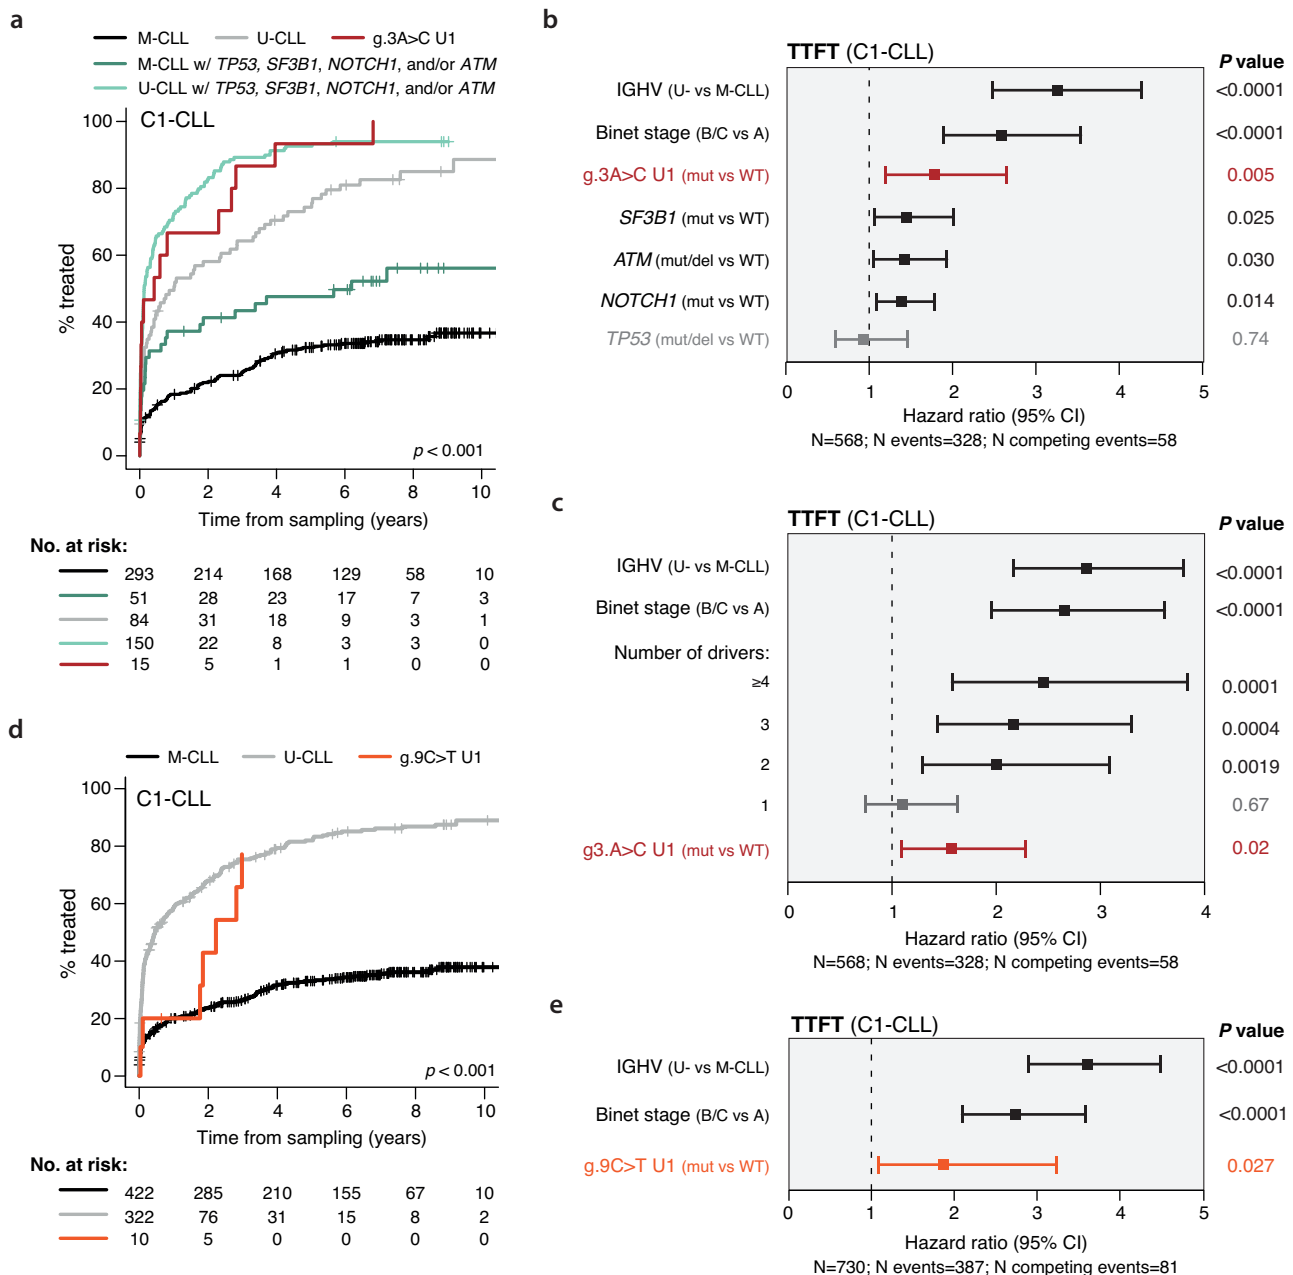 a
M-CLL U-CLL g.3A>C U1
M-CLL w/ TP53, SF3B1, NOTCH1, and/or ATM
U-CLL w/ TP53, SF3B1, NOTCH1, and/or ATM
C1-CLL
% treated
100
80
60
40
20
0
p < 0.001
0 2 4 6 8 10
Time from sampling (years)
No. at risk:
293 214 168 129 58 10
51 28 23 17 7 3
84 31 18 9 3 1
150 22 8 3 3 0
15 5 1 1 0 0
b
TTFT (C1-CLL)
P value
IGHV (U- vs M-CLL) <0.0001
Binet stage (B/C vs A) <0.0001
g.3A>C U1 (mut vs WT) 0.005
SF3B1 (mut vs WT) 0.025
ATM (mut/del vs WT) 0.030
NOTCH1 (mut vs WT) 0.014
TP53 (mut/del vs WT) 0.74
0 1 2 3 4 5
Hazard ratio (95% CI)
N=568; N events=328; N competing events=58
c
TTFT (C1-CLL)
P value
IGHV (U- vs M-CLL) <0.0001
Binet stage (B/C vs A) <0.0001
Number of drivers:
≥4 0.0001
3 0.0004
2 0.0019
1 0.67
g3.A>C U1 (mut vs WT) 0.02
0 1 2 3 4
Hazard ratio (95% CI)
N=568; N events=328; N competing events=58
d
M-CLL U-CLL g.9C>T U1
C1-CLL
% treated
100
80
60
40
20
0
p < 0.001
0 2 4 6 8 10
Time from sampling (years)
No. at risk:
422 285 210 155 67 10
322 76 31 15 8 2
10 5 0 0 0 0
e
TTFT (C1-CLL)
P value
IGHV (U- vs M-CLL) <0.0001
Binet stage (B/C vs A) <0.0001
g.9C>T U1 (mut vs WT) 0.027
0 1 2 3 4 5
Hazard ratio (95% CI)
N=730; N events=387; N competing events=81